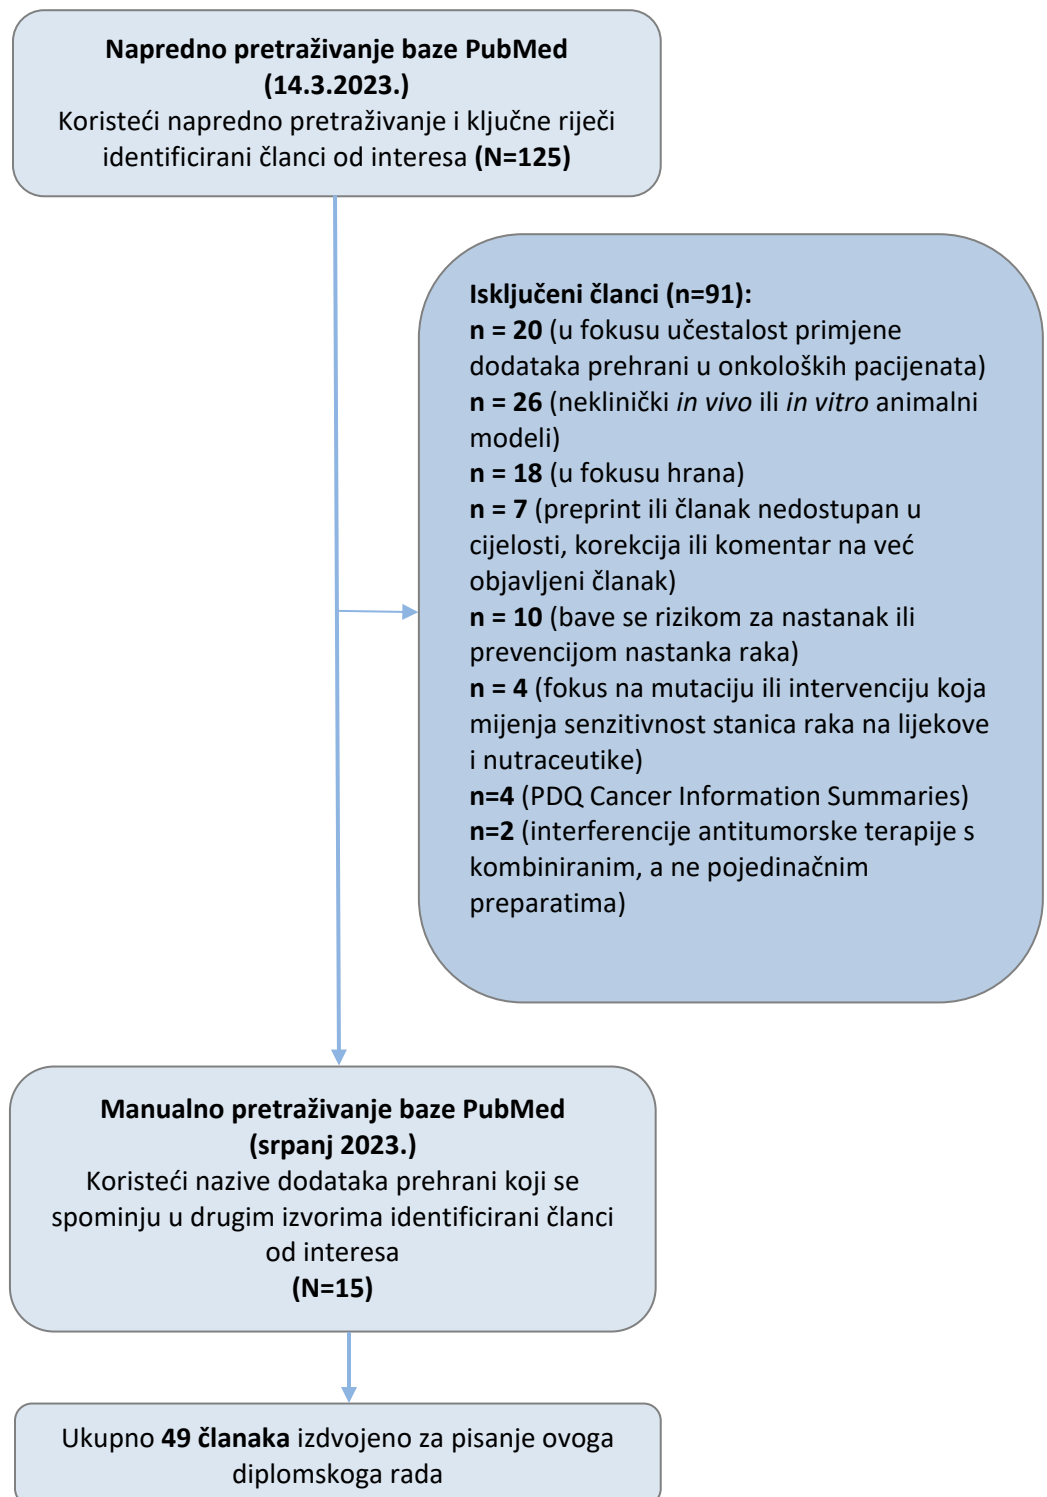 Napredno pretraživanje baze PubMed
(14.3.2023.)
Koristeći napredno pretraživanje i ključne riječi
identificirani članci od interesa (N=125)
Isključeni članci (n=91):
n = 20 (u fokusu učestalost primjene
dodataka prehrani u onkoloških pacijenata)
n = 26 (neklinički in vivo ili in vitro animalni
modeli)
n = 18 (u fokusu hrana)
n = 7 (preprint ili članak nedostupan u
cijelosti, korekcija ili komentar na već
objavljeni članak)
n = 10 (bave se rizikom za nastanak ili
prevencijom nastanka raka)
n = 4 (fokus na mutaciju ili intervenciju koja
mijenja senzitivnost stanica raka na lijekove
i nutraceutike)
n=4 (PDQ Cancer Information Summaries)
n=2 (interferencije antitumorske terapije s
kombiniranim, a ne pojedinačnim
preparatima)
Manualno pretraživanje baze PubMed
(srpanj 2023.)
Koristeći nazive dodataka prehrani koji se
spominju u drugim izvorima identificirani članci
od interesa
(N=15)
Ukupno 49 članaka izdvojeno za pisanje ovoga
diplomskoga rada